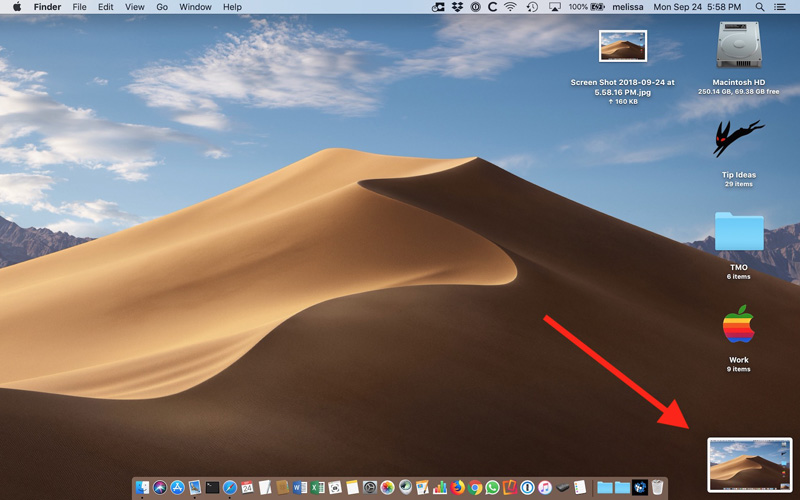 Finder File Edit View Go Window Help 100% melissa Mon Sep 24 5:58 PM
Screen Shot 2018-09-24 at
5.58.16 PM.jpg
↑ 160 KB
Macintosh HD
250.14 GB, 69.38 GB free
Tip Ideas
29 items
TMO
6 items
Work
9 items